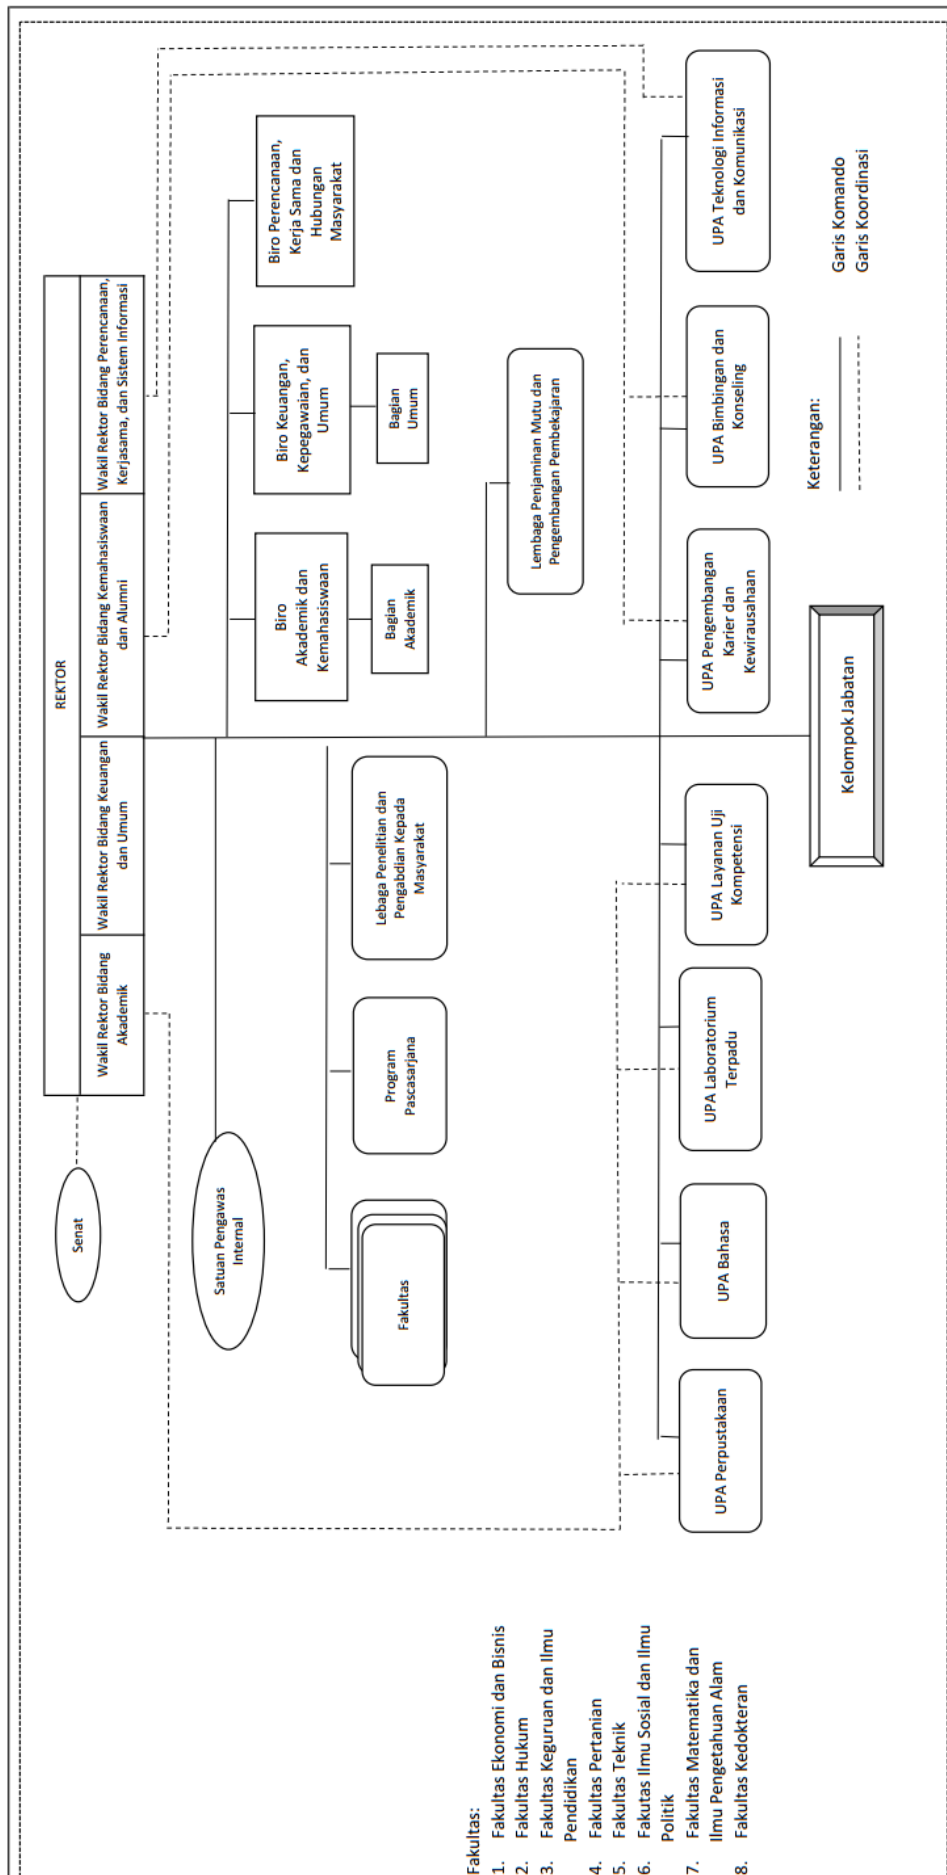 REKTOR
Wakil Rektor Bidang
Akademik
Wakil Rektor Bidang Keuangan
dan Umum
Wakil Rektor Bidang Kemahasiswaan
dan Alumni
Wakil Rektor Bidang Perencanaan,
Kerjasama, dan Sistem Informasi
Senat
Satuan Pengawas
Internal
Biro
Akademik dan
Kemahasiswaan
Biro Keuangan,
Kepegawaian, dan
Umum
Biro Perencanaan,
Kerja Sama dan
Hubungan
Masyarakat
Bagian
Akademik
Bagian
Umum
Fakultas
Program
Pascasarjana
Lebaga Penelitian dan
Pengabdian Kepada
Masyarakat
Lembaga Penjaminan Mutu dan
Pengembangan Pembekajaran
Fakultas:
1. Fakultas Ekonomi dan Bisnis
2. Fakultas Hukum
3. Fakultas Keguruan dan Ilmu
Pendidikan
4. Fakultas Pertanian
5. Fakultas Teknik
6. Fakutas Ilmu Sosial dan Ilmu
Politik
7. Fakultas Matematika dan
Ilmu Pengetahuan Alam
8. Fakultas Kedokteran
UPA Perpustakaan
UPA Bahasa
UPA Laboratorium
Terpadu
UPA Layanan Uji
Kompetensi
UPA Pengembangan
Karier dan
Kewirausahaan
UPA Bimbingan dan
Konseling
UPA Teknologi Informasi
dan Komunikasi
Kelompok Jabatan
Keterangan:
Garis Komando
Garis Koordinasi